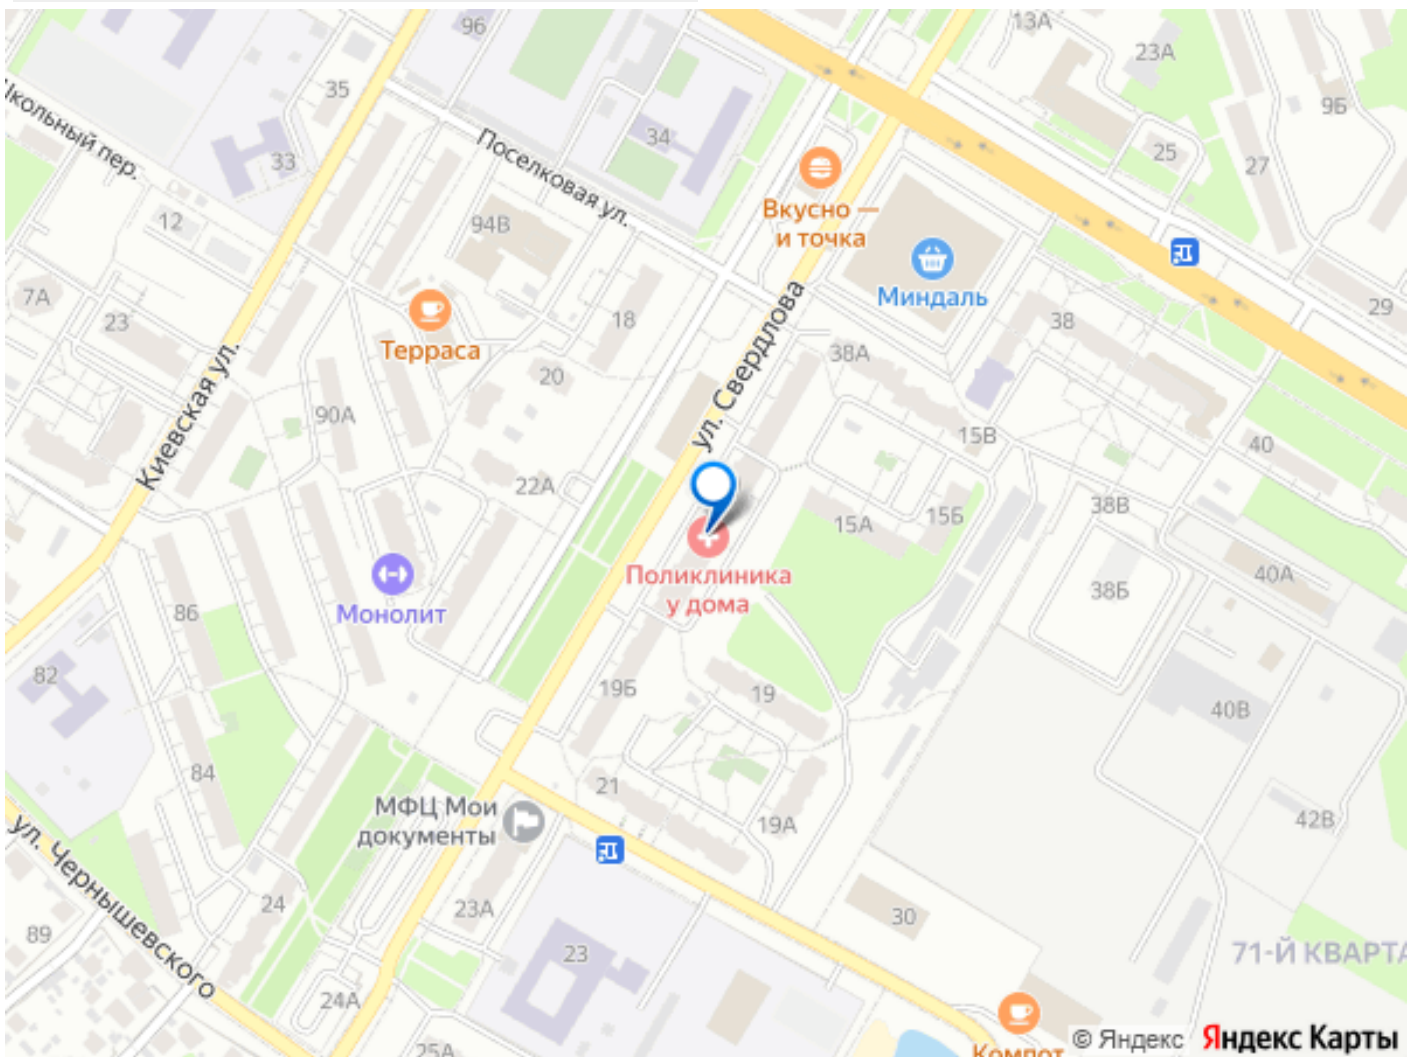 96
13А
23А
35
9Б
34
25
27
Школьный пер.
33
Поселковая ул.
12
94В
Вкусно —
и точка
7А
23
Миндаль
18
38
29
Терраса
38А
20
Киевская ул.
90А
ул. Свердлова
15В
40
22А
15А
15Б
38В
Поликлиника
у дома
40А
38Б
Монолит
86
82
19Б
19
40В
84
21
МФЦ Мои
документы
19А
42В
ул. Чернышевского
24
23А
30
89
23
71-Й КВАРТА
24А
25А
Компот
© Яндекс
Яндекс Карты